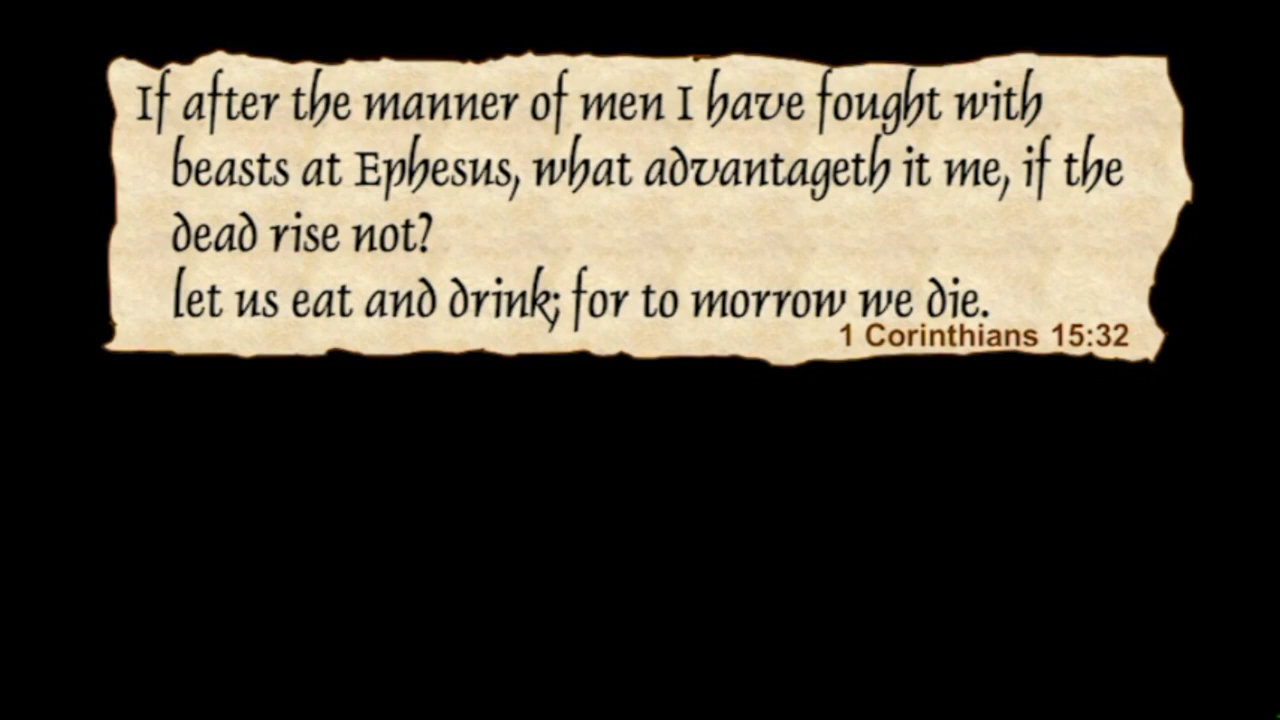 If after the manner of men I have fought with
beasts at Ephesus, what advantageth it me, if the
dead rise not?
let us eat and drink; for to morrow we die.
1 Corinthians 15:32